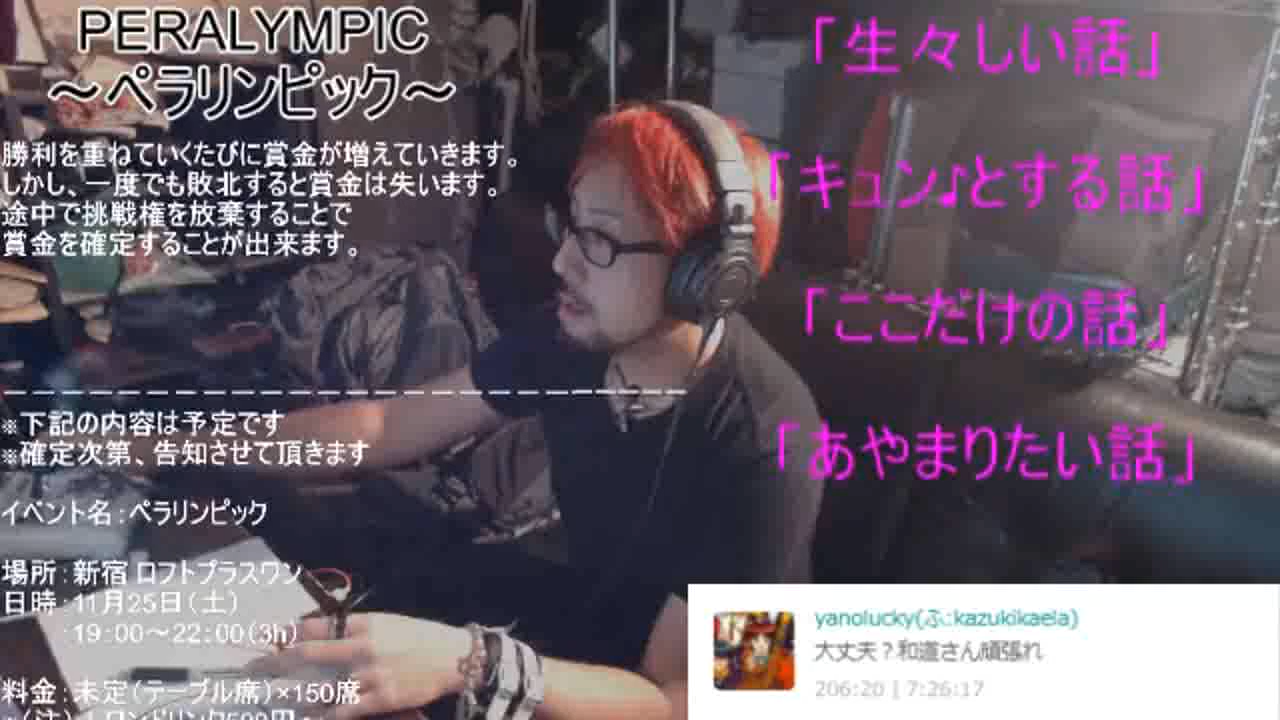 PERALYMPIC
～ペラリンピック～
勝利を重ねていくたびに賞金が増えていきます。
しかし、一度でも敗北すると賞金は失います。
途中で挑戦権を放棄することで
賞金を確定することが出来ます。
※下記の内容は予定です
※確定次第、告知させて頂きます
イベント名：ペラリンピック
場所：新宿 ロフトプラスワン
日時：11月25日（土）
：19:00～22:00（3h）
料金：未定（テーブル席）×150席
「生々しい話」
「キュン♪とする話」
「ここだけの話」
「あやまりたい話」
yanolucky(ぶ:kazukikaela)
大丈夫？和道さん頑張れ
206:20 | 7:26:17